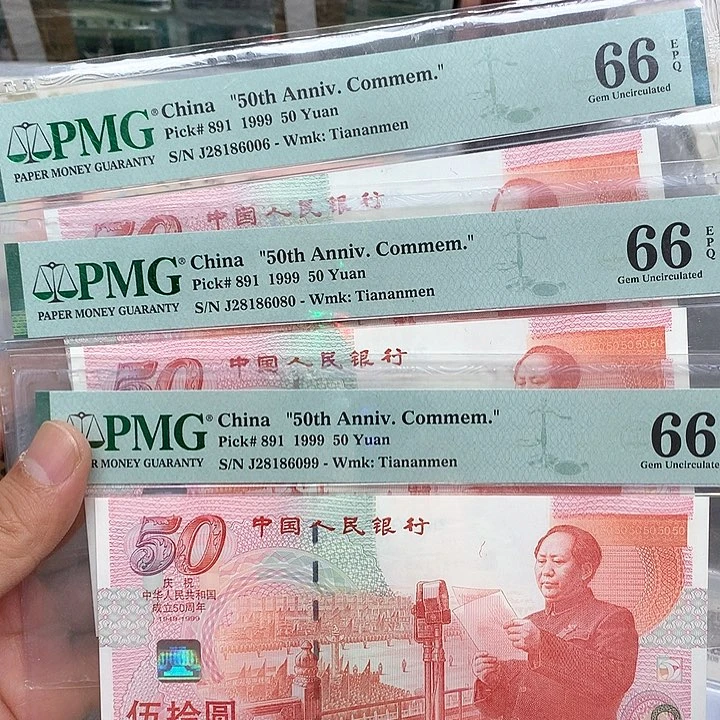 PMG® China "50th Anniv. Commem." 66 EPQ
Pick# 891 1999 50 Yuan Gem Uncirculated
PAPER MONEY GUARANTY S/N J28186006 - Wmk: Tiananmen
50 中国人民银行
PMG® China "50th Anniv. Commem." 66 EPQ
Pick# 891 1999 50 Yuan Gem Uncirculated
PAPER MONEY GUARANTY S/N J28186080 - Wmk: Tiananmen
50 中国人民银行
PMG® China "50th Anniv. Commem." 66
Pick# 891 1999 50 Yuan Gem Uncirculate
MONEY GUARANTY S/N J28186099 - Wmk: Tiananmen
50 中国人民银行
庆祝
中华人民共和国
成立50周年
1949-1999
伍拾圆